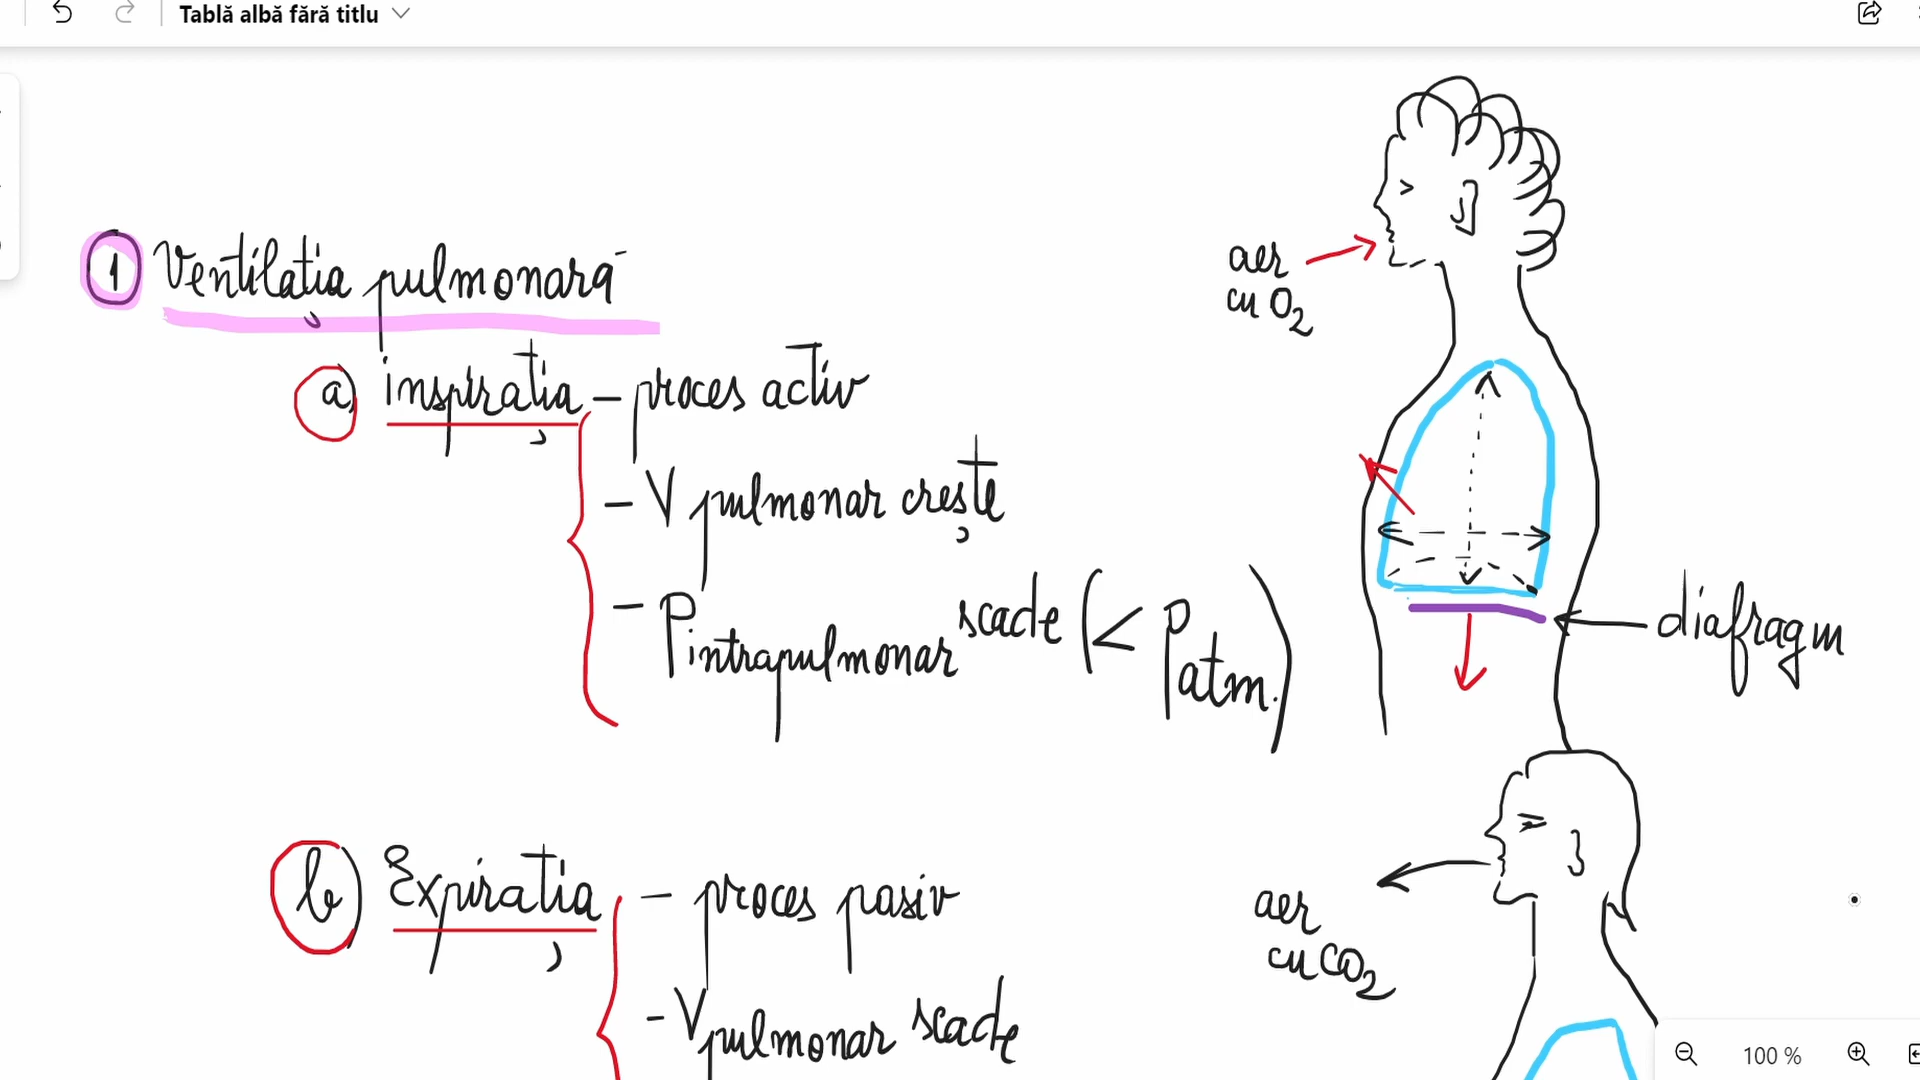 Tablă albă fără titlu
1 Ventilația pulmonară
a) inspirația - proces activ
- V pulmonar crește
- P intrapulmonar scade (< P atm.)
b) Expirația - proces pasiv
- V pulmonar scade
aer
cu O2
diafragm
aer
cu CO2
100 %